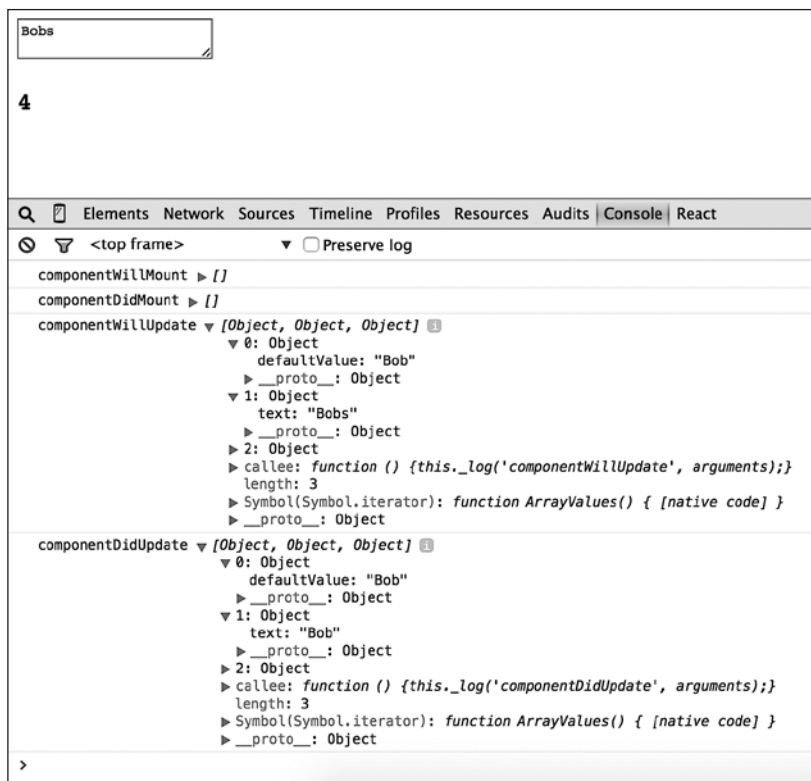 Bobs
4
Elements Network Sources Timeline Profiles Resources Audits Console React
<top frame> ▼ Preserve log
componentWillMount ▶ []
componentDidMount ▶ []
componentWillUpdate ▼ [Object, Object, Object] i
▼ 0: Object
defaultValue: "Bob"
▶ __proto__: Object
▼ 1: Object
text: "Bobs"
▶ __proto__: Object
▶ 2: Object
▶ callee: function () {this._log('componentWillUpdate', arguments);}
length: 3
▶ Symbol(Symbol.iterator): function ArrayValues() { [native code] }
▶ __proto__: Object
componentDidUpdate ▼ [Object, Object, Object] i
▼ 0: Object
defaultValue: "Bob"
▶ __proto__: Object
▼ 1: Object
text: "Bob"
▶ __proto__: Object
▶ 2: Object
▶ callee: function () {this._log('componentDidUpdate', arguments);}
length: 3
▶ Symbol(Symbol.iterator): function ArrayValues() { [native code] }
▶ __proto__: Object
>